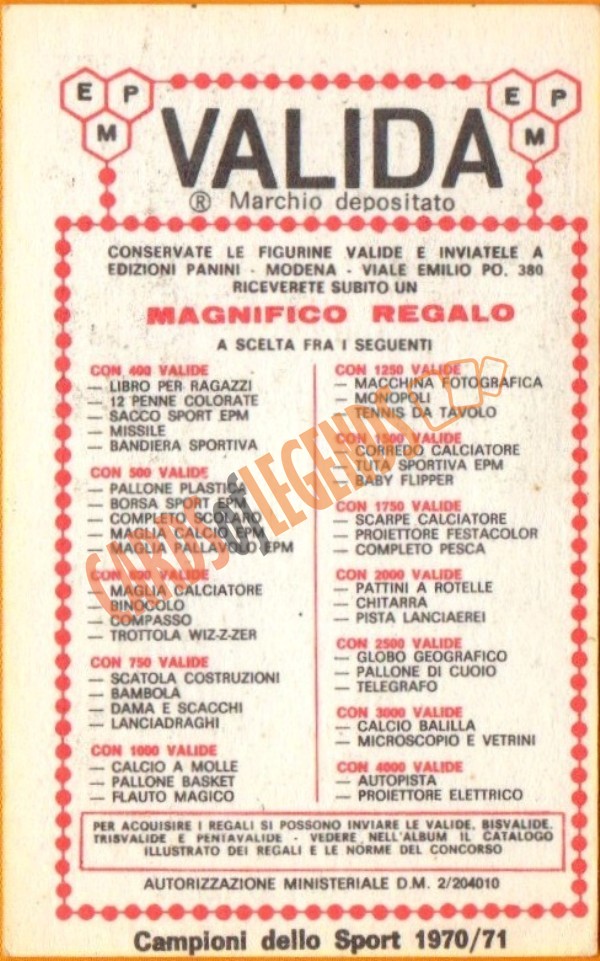 E P M
E P M
VALIDA
® Marchio depositato
CONSERVATE LE FIGURINE VALIDE E INVIATELE A
EDIZIONI PANINI - MODENA - VIALE EMILIO PO. 380
RICEVERETE SUBITO UN
MAGNIFICO REGALO
A SCELTA FRA I SEGUENTI
CON 400 VALIDE
— LIBRO PER RAGAZZI
— 12 PENNE COLORATE
— SACCO SPORT EPM
— MISSILE
— BANDIERA SPORTIVA
CON 500 VALIDE
— PALLONE PLASTICA
— BORSA SPORT EPM
— COMPLETO SCOLARO
— MAGLIA CALCIO EPM
— MAGLIA PALLAVOLO EPM
CON 620 VALIDE
— MAGLIA CALCIATORE
— BINOCOLO
— COMPASSO
— TROTTOLA WIZ-Z-ZER
CON 750 VALIDE
— SCATOLA COSTRUZIONI
— BAMBOLA
— DAMA E SCACCHI
— LANCIADRAGHI
CON 1000 VALIDE
— CALCIO A MOLLE
— PALLONE BASKET
— FLAUTO MAGICO
CON 1250 VALIDE
— MACCHINA FOTOGRAFICA
— MONOPOLI
— TENNIS DA TAVOLO
CON 1500 VALIDE
— CORREDO CALCIATORE
— TUTA SPORTIVA EPM
— BABY FLIPPER
CON 1750 VALIDE
— SCARPE CALCIATORE
— PROIETTORE FESTACOLOR
— COMPLETO PESCA
CON 2000 VALIDE
— PATTINI A ROTELLE
— CHITARRA
— PISTA LANCIAEREI
CON 2500 VALIDE
— GLOBO GEOGRAFICO
— PALLONE DI CUOIO
— TELEGRAFO
CON 3000 VALIDE
— CALCIO BALILLA
— MICROSCOPIO E VETRINI
CON 4000 VALIDE
— AUTOPISTA
— PROIETTORE ELETTRICO
PER ACQUISIRE I REGALI SI POSSONO INVIARE LE VALIDE, BISVALIDE,
TRISVALIDE E PENTAVALIDE - VEDERE NELL'ALBUM IL CATALOGO
ILLUSTRATO DEI REGALI E LE NORME DEL CONCORSO
AUTORIZZAZIONE MINISTERIALE D.M. 2/204010
Campioni dello Sport 1970/71
CARDS of LEGENDS